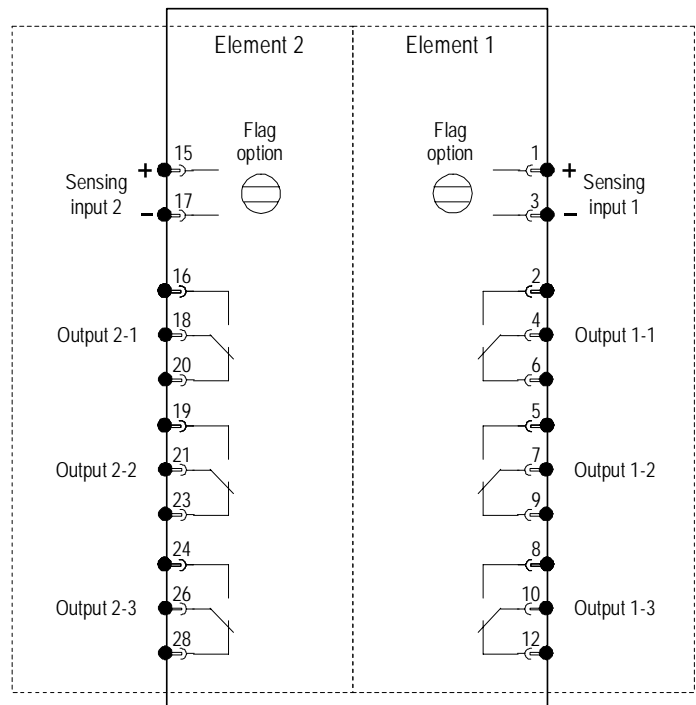 Element 2
Element 1
Flag
option
Flag
option
15
+
Sensing
input 2
−
17
1
+
Sensing
input 1
3
−
16
2
Output 2-1
18
4
Output 1-1
20
6
19
5
Output 2-2
21
7
Output 1-2
23
9
24
8
Output 2-3
26
10
Output 1-3
28
12